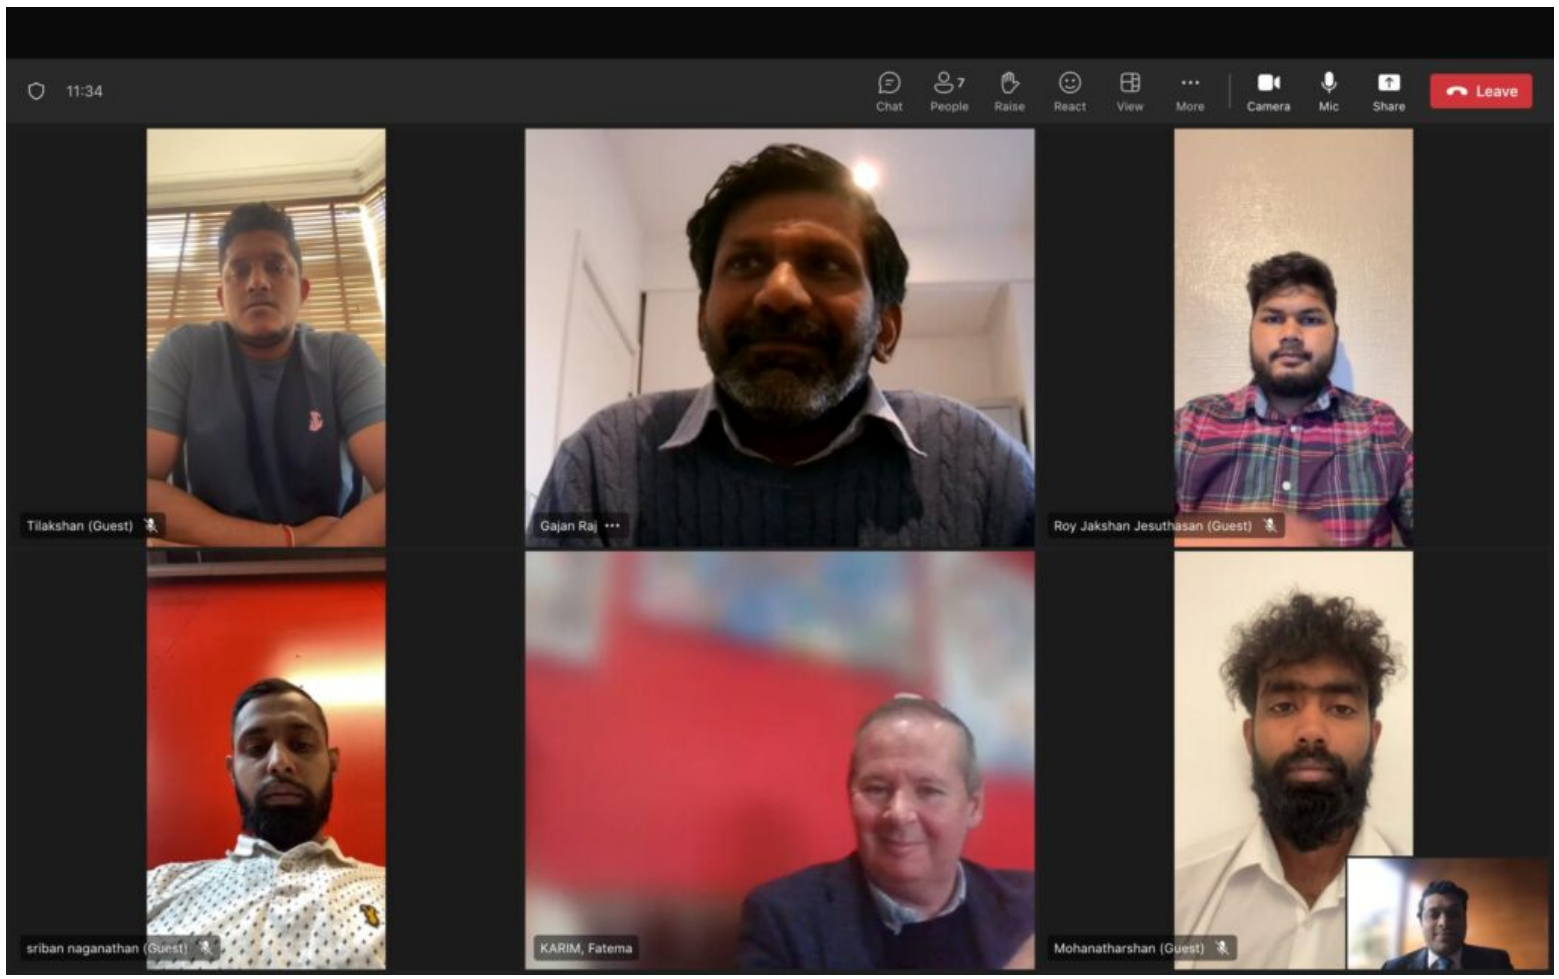 11:34
7
Chat
People
Raise
React
View
More
Camera
Mic
Share
Leave
Tilakshan (Guest)
Gajan Raj
Roy Jakshan Jesuthasan (Guest)
sriban naganathan (Guest)
KARIM, Fatema
Mohanatharshan (Guest)